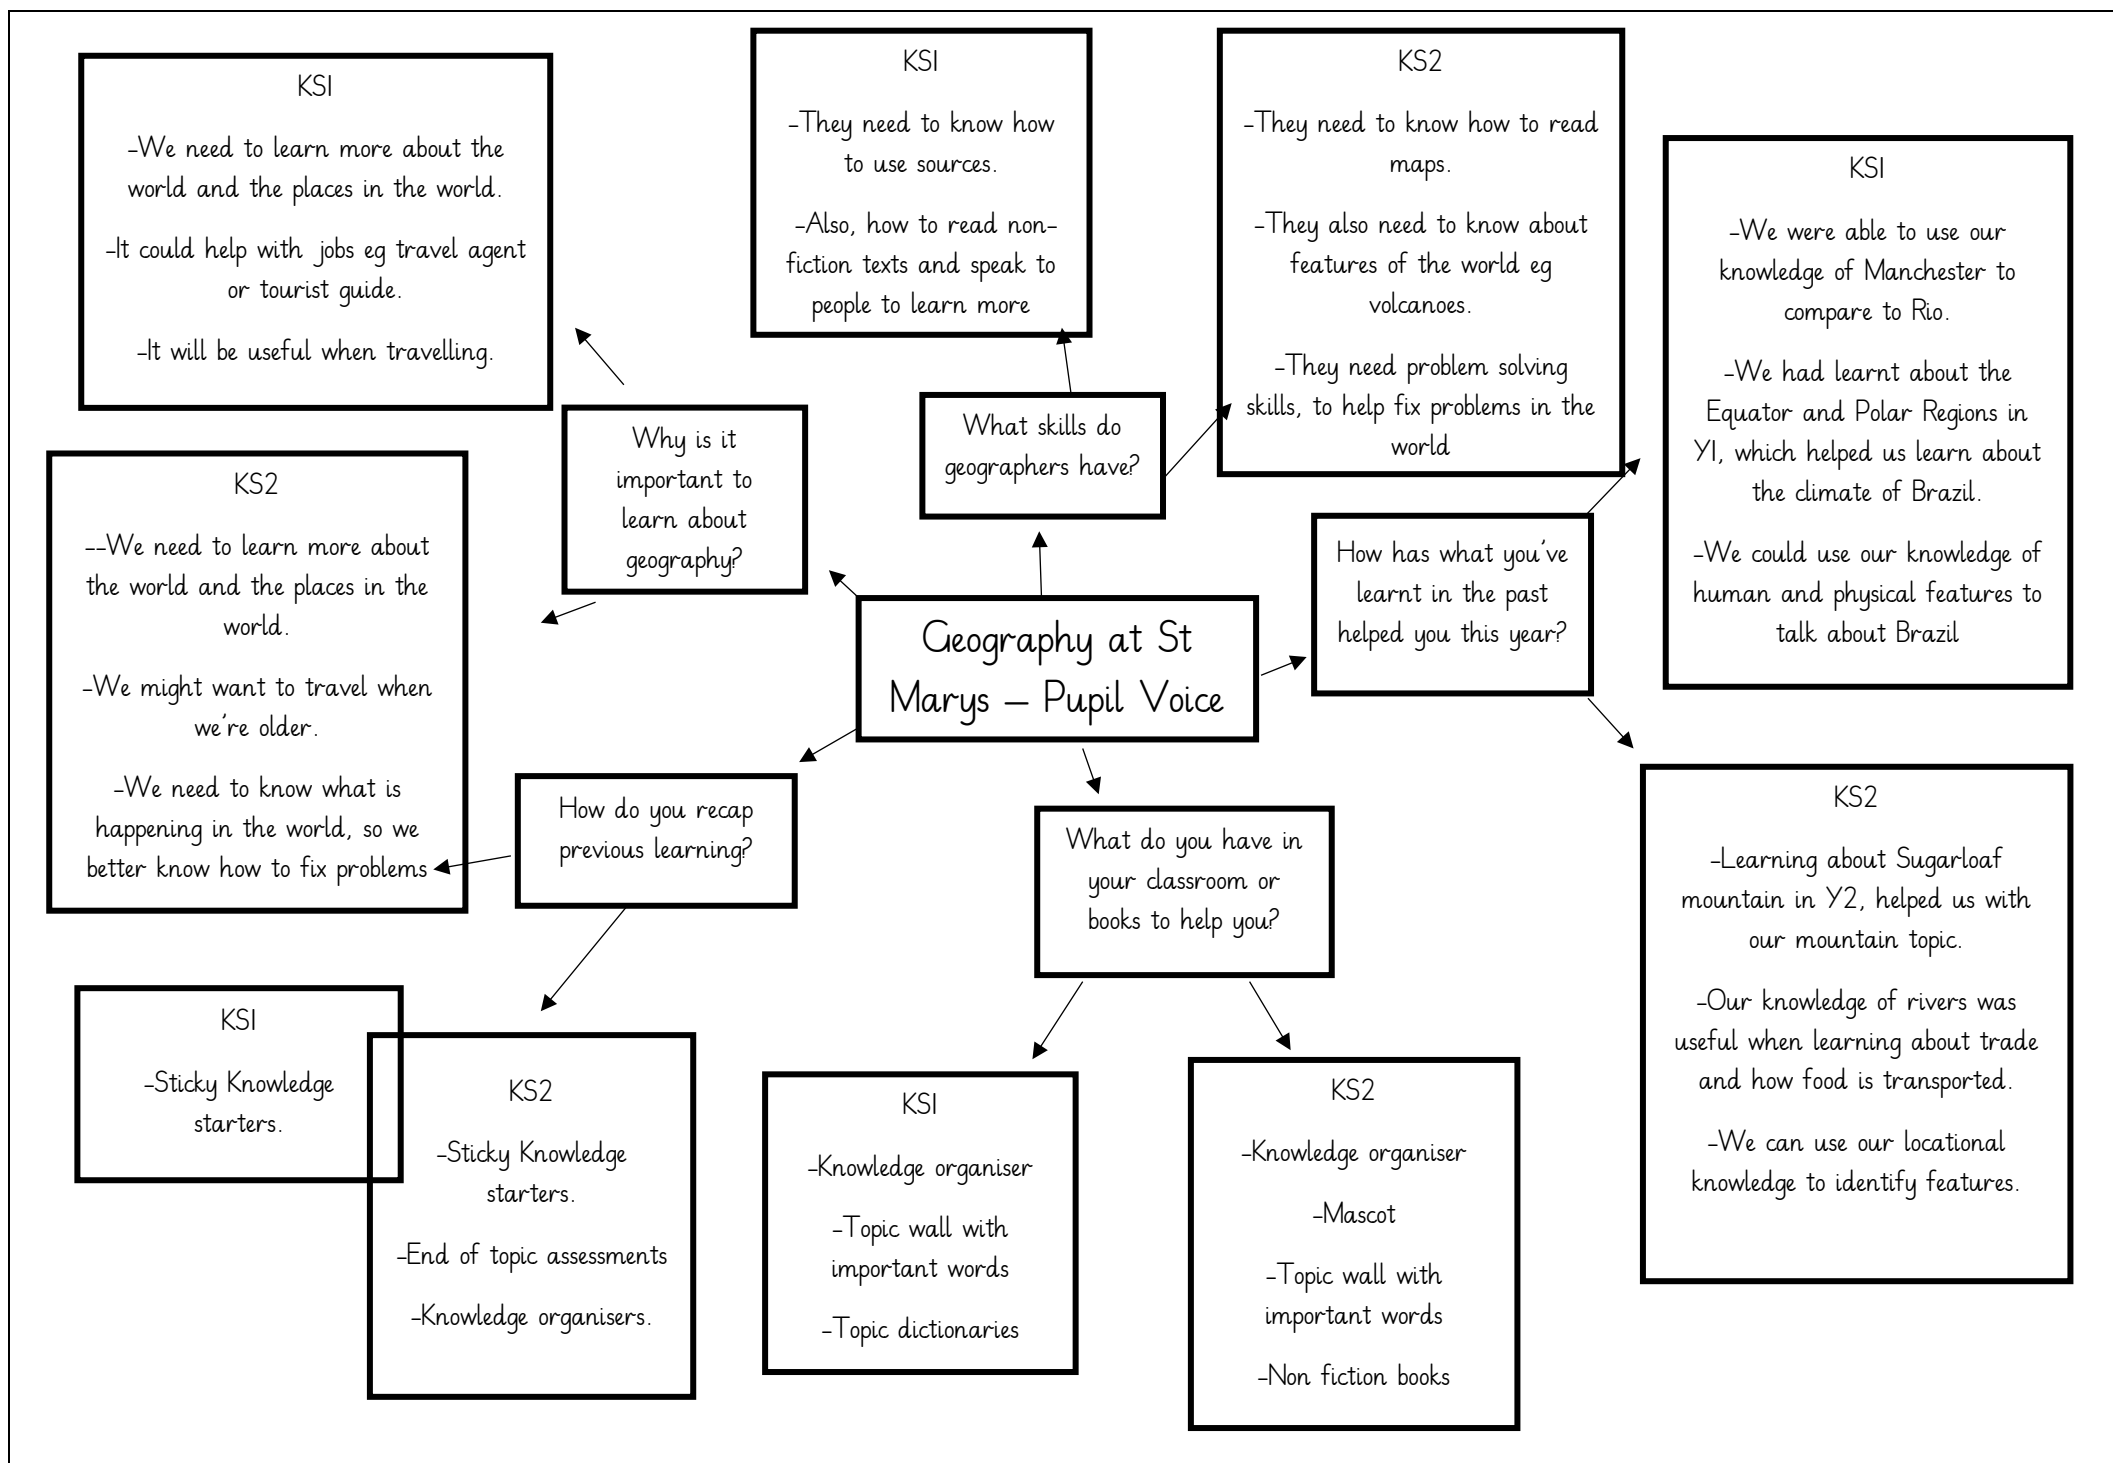 KS1
-We need to learn more about the
world and the places in the world.
-It could help with jobs eg travel agent
or tourist guide.
-It will be useful when travelling.
KS1
-They need to know how
to use sources.
-Also, how to read non-
fiction texts and speak to
people to learn more
KS2
-They need to know how to read
maps.
-They also need to know about
features of the world eg
volcanoes.
-They need problem solving
skills, to help fix problems in the
world
KS1
-We were able to use our
knowledge of Manchester to
compare to Rio.
-We had learnt about the
Equator and Polar Regions in
Y1, which helped us learn about
the climate of Brazil.
-We could use our knowledge of
human and physical features to
talk about Brazil
Why is it
important to
learn about
geography?
What skills do
geographers have?
How has what you've
learnt in the past
helped you this year?
KS2
--We need to learn more about
the world and the places in the
world.
-We might want to travel when
we're older.
-We need to know what is
happening in the world, so we
better know how to fix problems
Geography at St
Marys – Pupil Voice
How do you recap
previous learning?
What do you have in
your classroom or
books to help you?
KS2
-Learning about Sugarloaf
mountain in Y2, helped us with
our mountain topic.
-Our knowledge of rivers was
useful when learning about trade
and how food is transported.
-We can use our locational
knowledge to identify features.
KS1
-Sticky Knowledge
starters.
KS2
-Sticky Knowledge
starters.
-End of topic assessments
-Knowledge organisers.
KS1
-Knowledge organiser
-Topic wall with
important words
-Topic dictionaries
KS2
-Knowledge organiser
-Mascot
-Topic wall with
important words
-Non fiction books